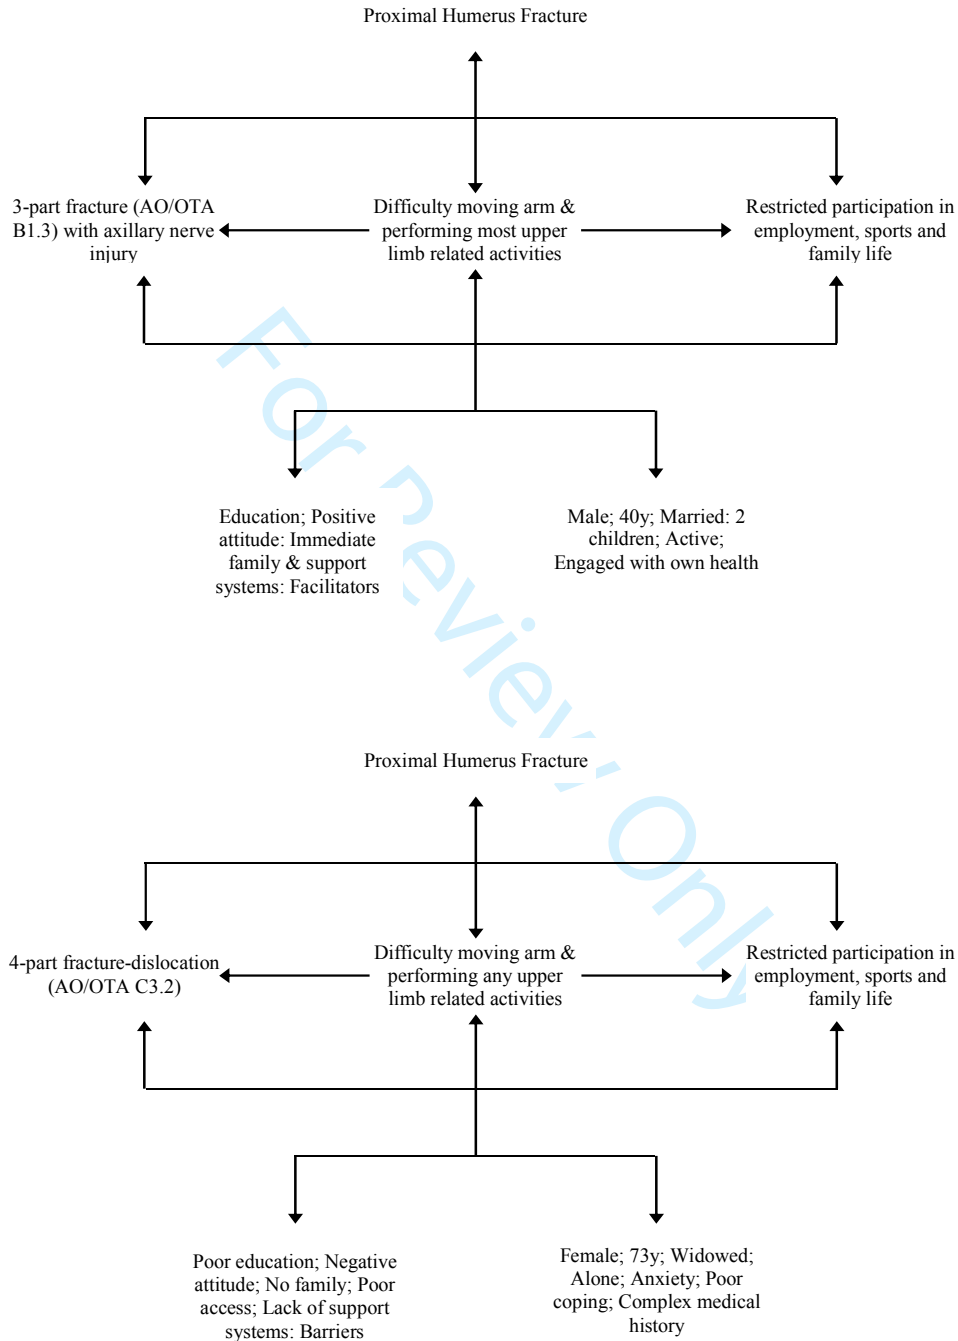 Proximal Humerus Fracture
3-part fracture (AO/OTA
B1.3) with axillary nerve
injury
Difficulty moving arm &
performing most upper
limb related activities
Restricted participation in
employment, sports and
family life
Education; Positive
attitude: Immediate
family & support
systems: Facilitators
Male; 40y; Married: 2
children; Active;
Engaged with own health
For Review Only
Proximal Humerus Fracture
4-part fracture-dislocation
(AO/OTA C3.2)
Difficulty moving arm &
performing any upper
limb related activities
Restricted participation in
employment, sports and
family life
Poor education; Negative
attitude; No family; Poor
access; Lack of support
systems: Barriers
Female; 73y; Widowed;
Alone; Anxiety; Poor
coping; Complex medical
history